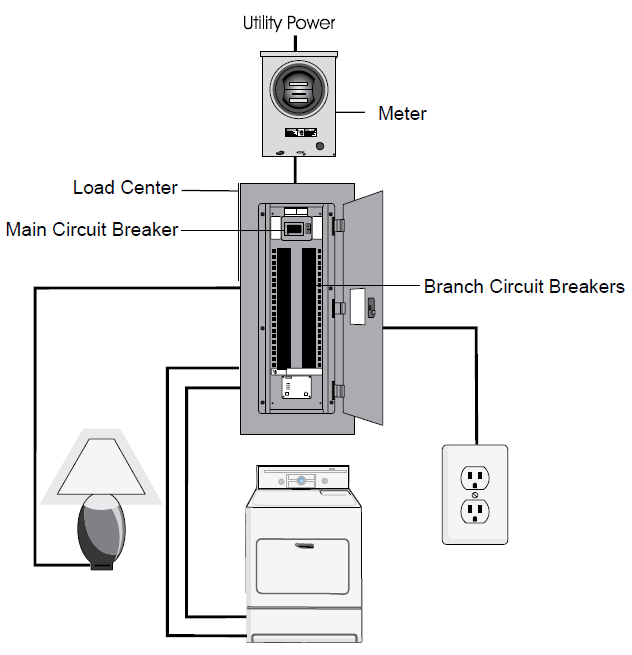 Utility Power
Meter
Load Center
Main Circuit Breaker
Branch Circuit Breakers